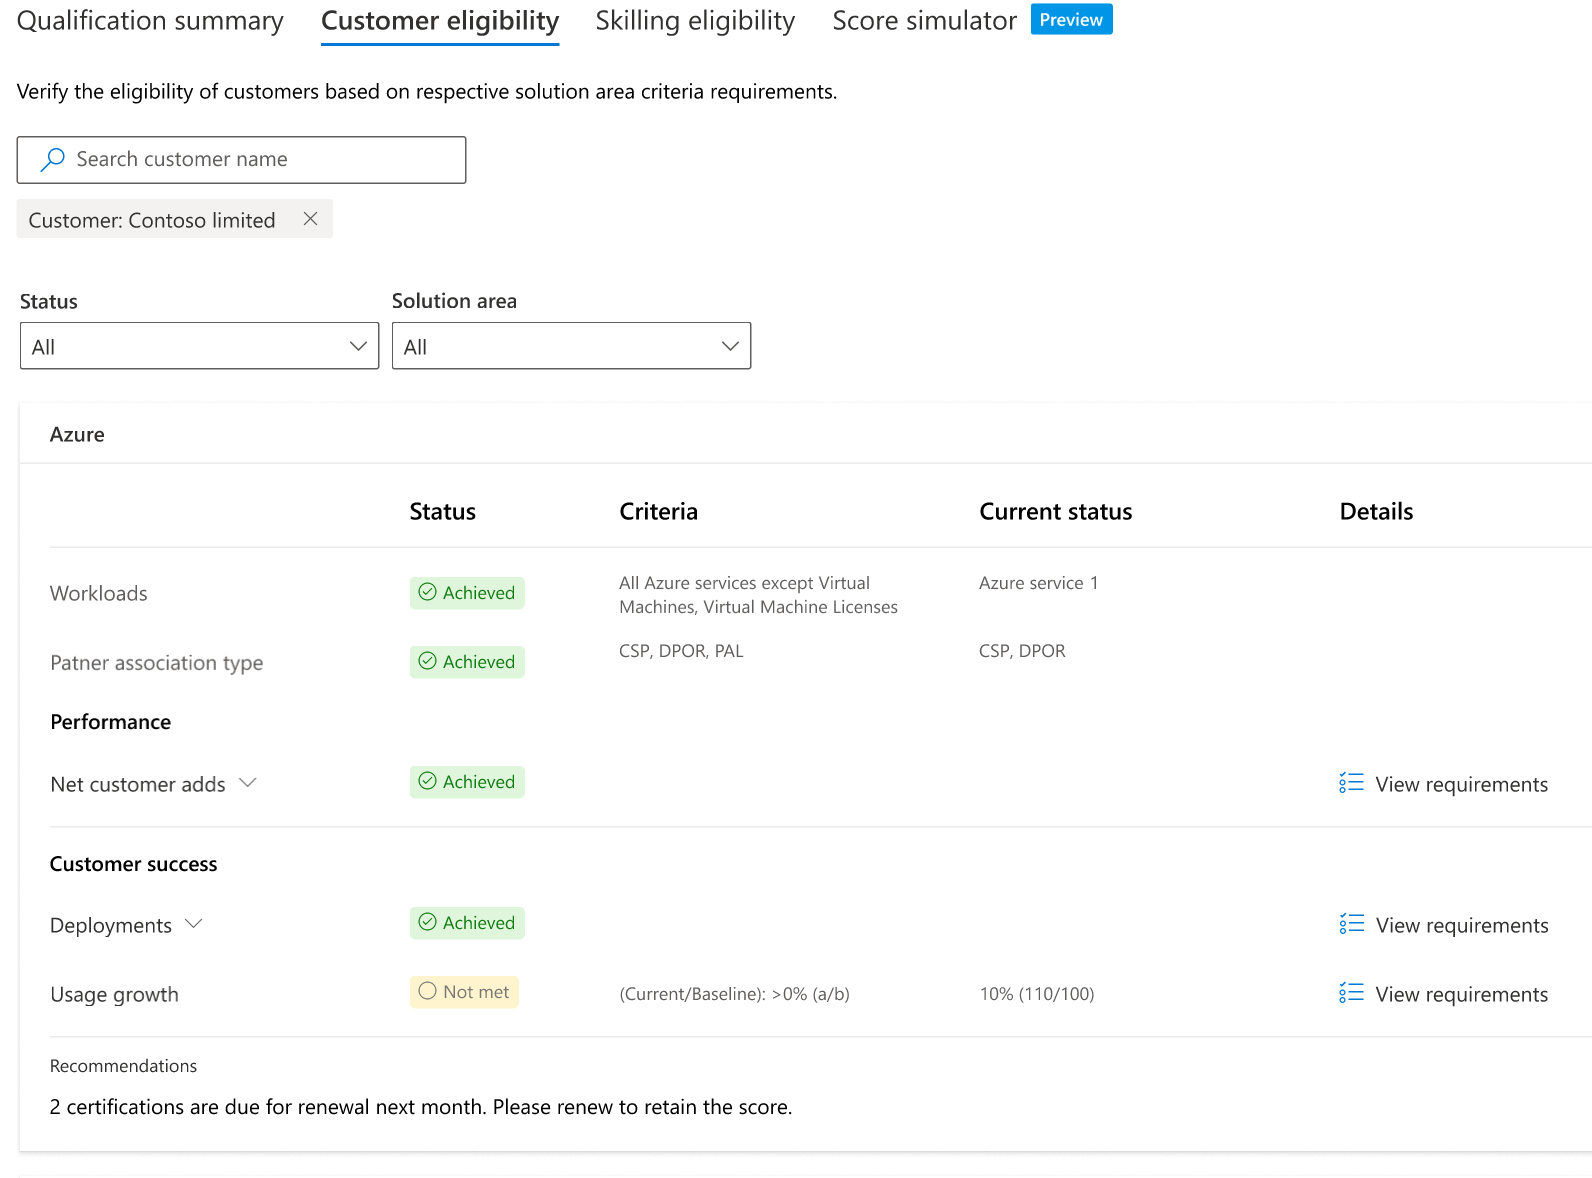 Qualification summary Customer eligibility Skilling eligibility Score simulator Preview
Verify the eligibility of customers based on respective solution area criteria requirements.
Search customer name
Customer: Contoso limited
Status Solution area
All All
Azure
Status Criteria Current status Details
Workloads Achieved All Azure services except Virtual Azure service 1
Machines, Virtual Machine Licenses
Patner association type Achieved CSP, DPOR, PAL CSP, DPOR
Performance
Net customer adds Achieved View requirements
Customer success
Deployments Achieved View requirements
Usage growth Not met (Current/Baseline): >0% (a/b) 10% (110/100) View requirements
Recommendations
2 certifications are due for renewal next month. Please renew to retain the score.